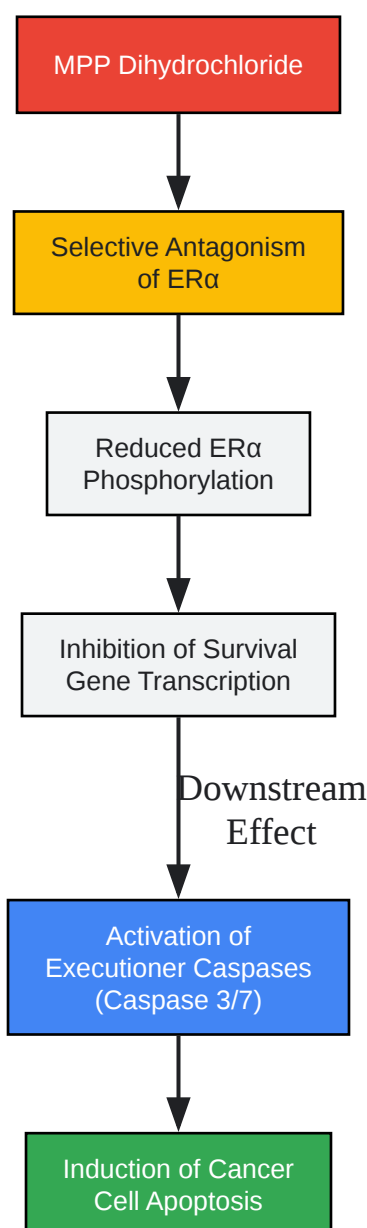 MPP Dihydrochloride
Selective Antagonism
of ERα
Reduced ERα
Phosphorylation
Inhibition of Survival
Gene Transcription
Downstream
Effect
Activation of
Executioner Caspases
(Caspase 3/7)
Induction of Cancer
Cell Apoptosis